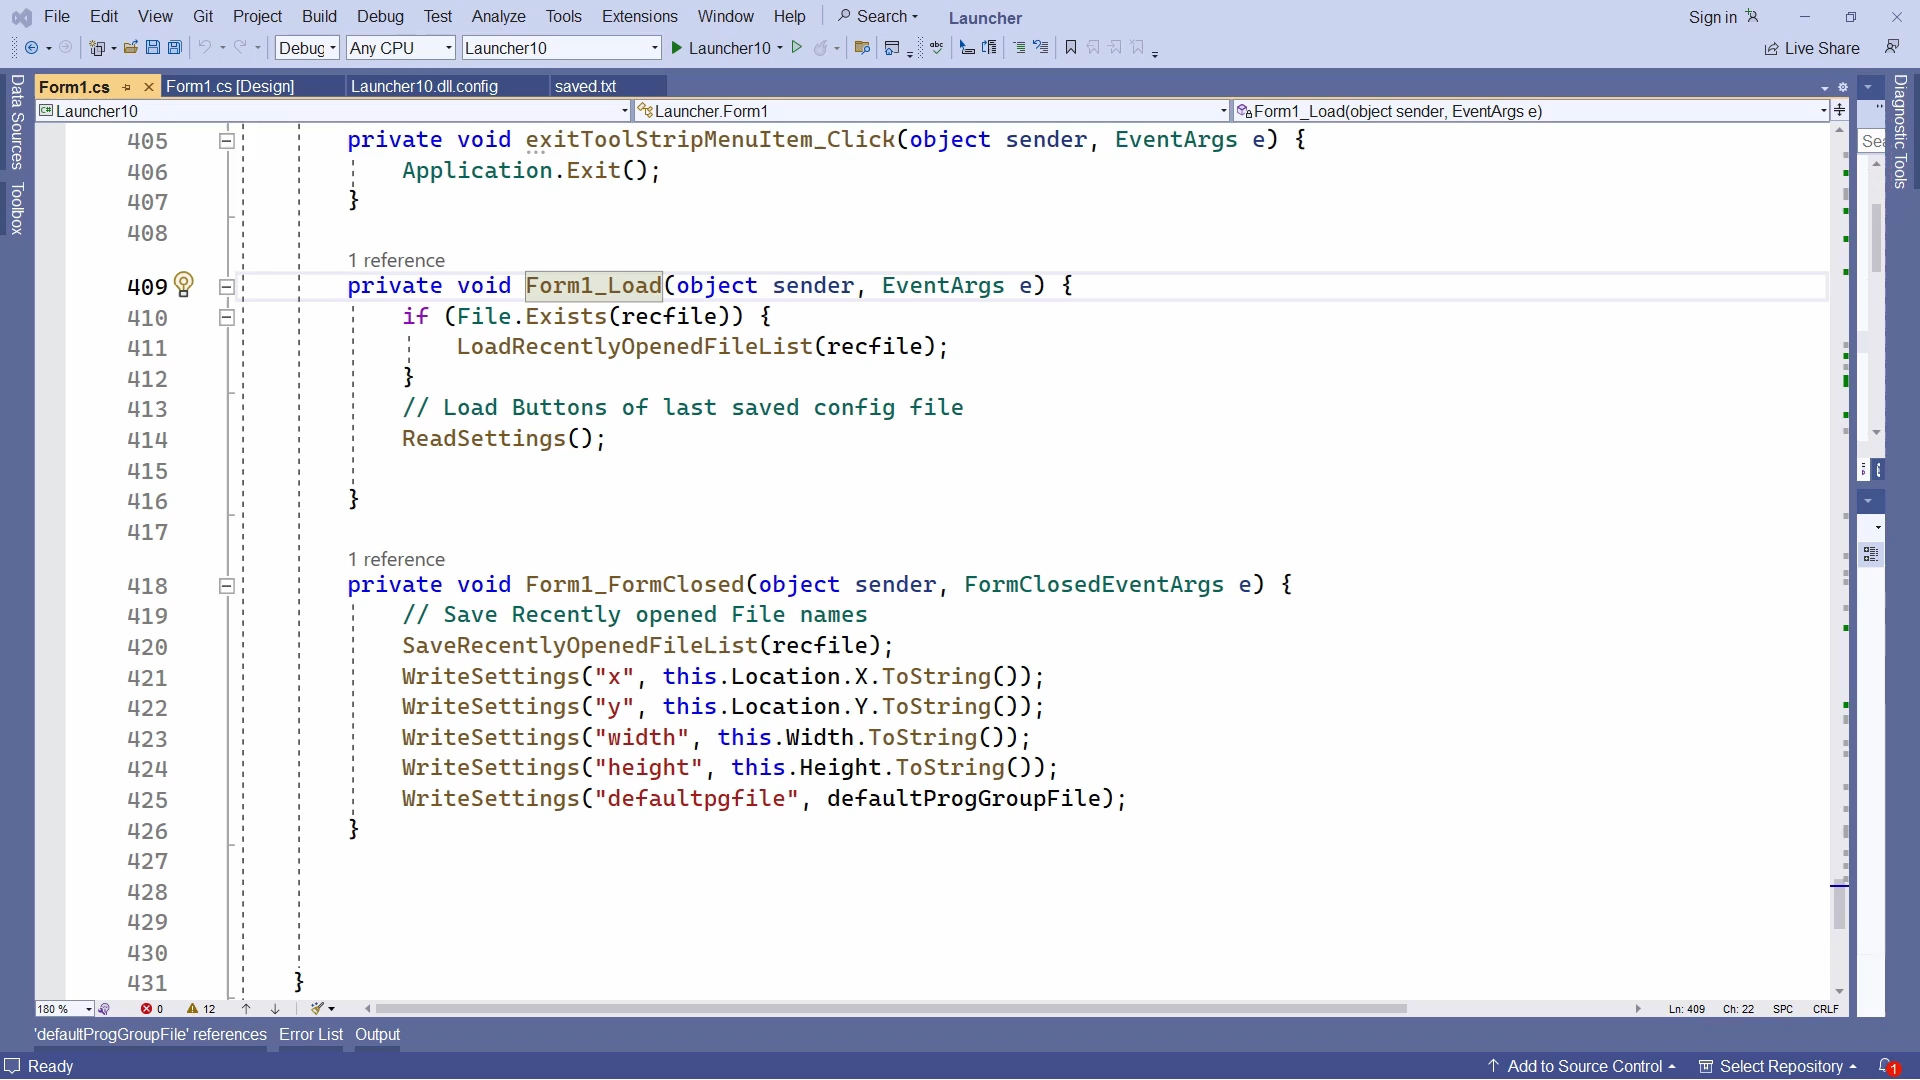 File Edit View Git Project Build Debug Test Analyze Tools Extensions Window Help Search Launcher Sign in
Debug Any CPU Launcher10 Launcher10 abc Live Share
Form1.cs Form1.cs [Design] Launcher10.dll.config saved.txt
Launcher10 Launcher.Form1 Form1_Load(object sender, EventArgs e)
Data Sources
Toolbox
405 private void exitToolStripMenuItem_Click(object sender, EventArgs e) {
406 Application.Exit();
407 }
408
1 reference
409 private void Form1_Load(object sender, EventArgs e) {
410 if (File.Exists(recfile)) {
411 LoadRecentlyOpenedFileList(recfile);
412 }
413 // Load Buttons of last saved config file
414 ReadSettings();
415
416 }
417
1 reference
418 private void Form1_FormClosed(object sender, FormClosedEventArgs e) {
419 // Save Recently opened File names
420 SaveRecentlyOpenedFileList(recfile);
421 WriteSettings("x", this.Location.X.ToString());
422 WriteSettings("y", this.Location.Y.ToString());
423 WriteSettings("width", this.Width.ToString());
424 WriteSettings("height", this.Height.ToString());
425 WriteSettings("defaultpgfile", defaultProgGroupFile);
426 }
427
428
429
430
431 }
Diagnostic Tools
180 % 0 12 Ln: 409 Ch: 22 SPC CRLF
'defaultProgGroupFile' references Error List Output
Ready Add to Source Control Select Repository 1